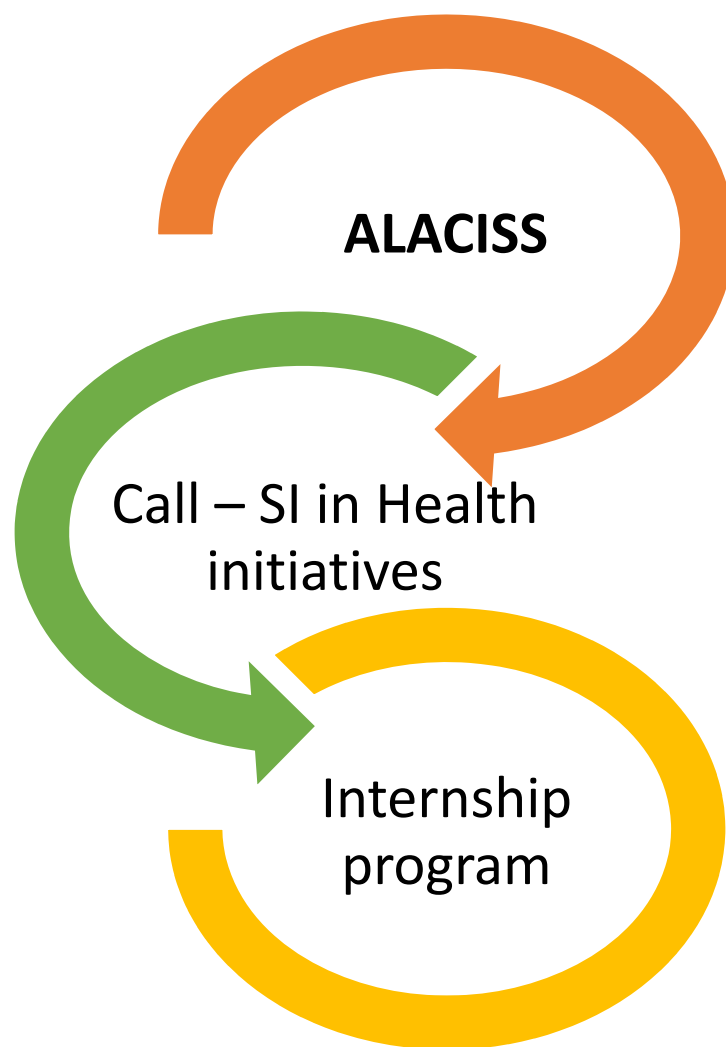 ALACISS
Call – SI in Health
initiatives
Internship
program